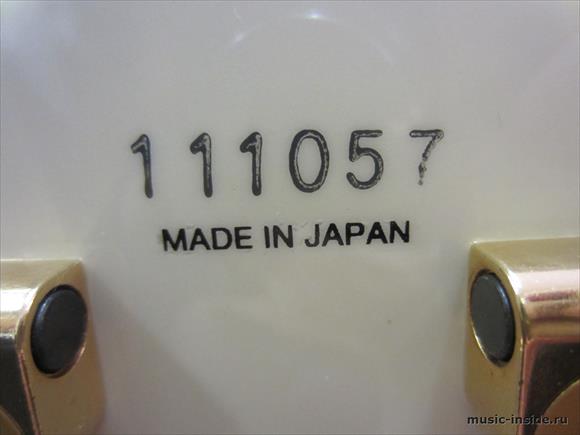 111057
MADE IN JAPAN
music-inside.ru